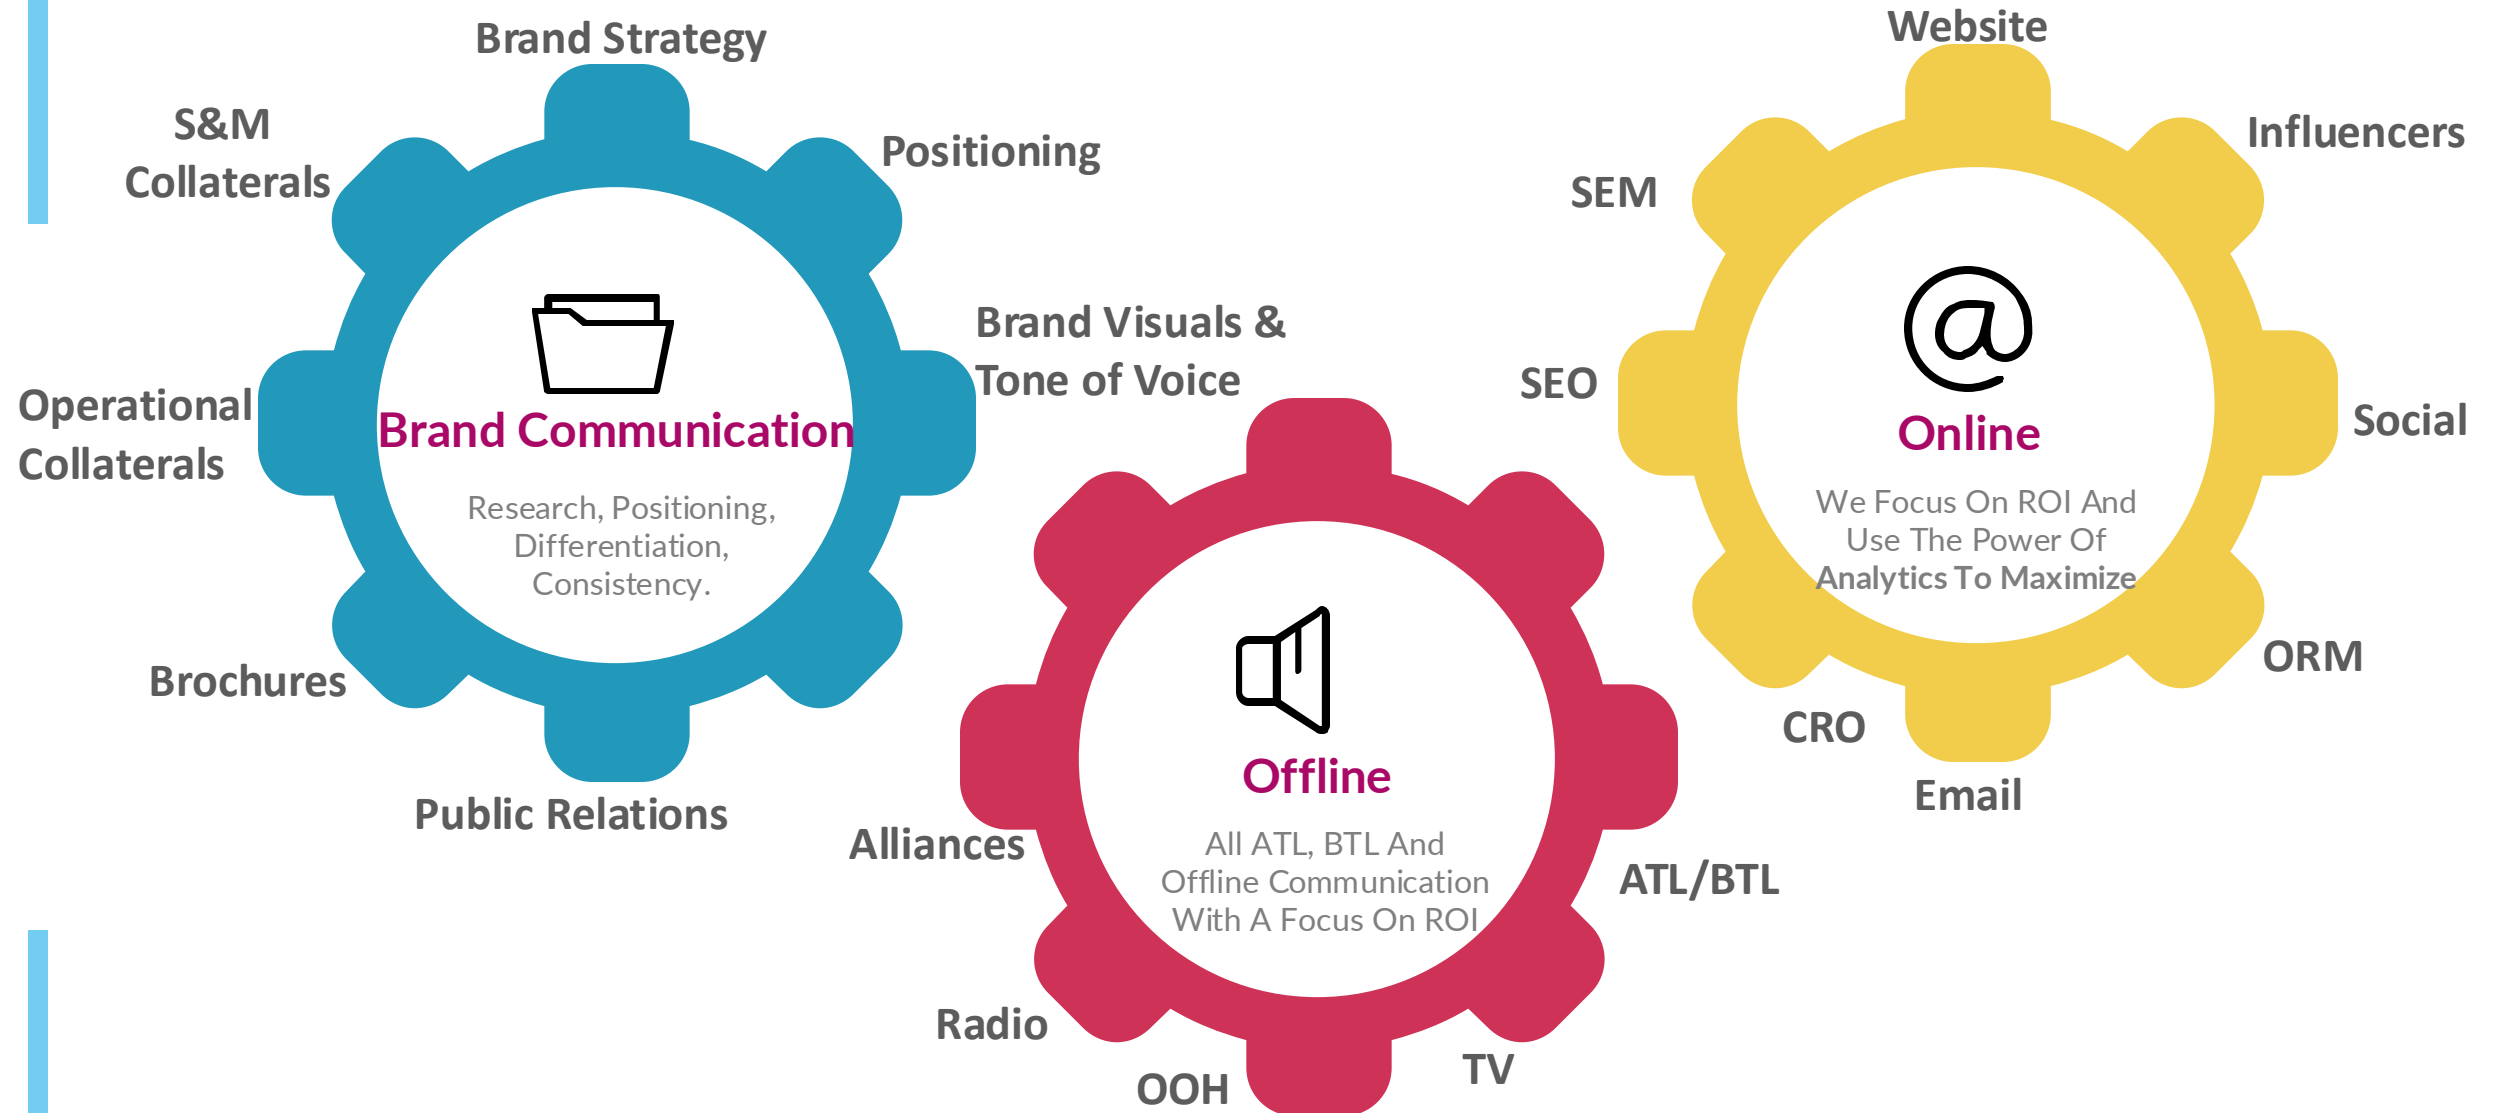 Brand Strategy
S&M
Collaterals
Positioning
Brand Visuals &
Tone of Voice
Operational
Collaterals
Brochures
Public Relations
Brand Communication
Research, Positioning,
Differentiation,
Consistency.
Alliances
Radio
OOH
TV
ATL/BTL
Offline
All ATL, BTL And
Offline Communication
With A Focus On ROI
Website
Influencers
SEM
SEO
Social
ORM
CRO
Email
Online
We Focus On ROI And
Use The Power Of
Analytics To Maximize